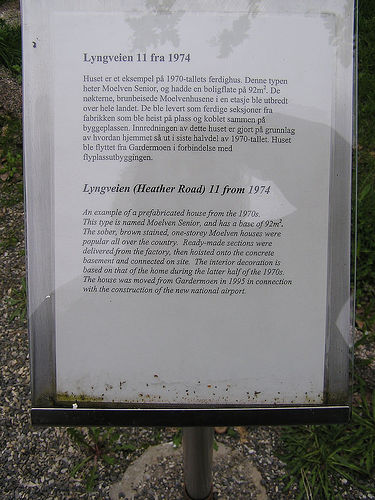 Lyngveien 11 fra 1974
Huset er et eksempel på 1970-tallets ferdighus. Denne typen
heter Moelven Senior, og hadde en boligflate på 92m². De
nøkterne, brunbeisede Moelvenhusene i en etasje ble utbredt
over hele landet. De ble levert som ferdige seksjoner fra
fabrikken som ble heist på plass og koblet sammen på
byggeplassen. Innredningen av dette huset er gjort på grunnlag
av hvordan hjemmet så ut i siste halvdel av 1970-tallet. Huset
ble flyttet fra Gardermoen i forbindelse med
flyplassutbyggingen.
Lyngveien (Heather Road) 11 from 1974
An example of a prefabricated house from the 1970s.
This type is named Moelven Senior, and has a base of 92m².
The sober, brown stained, one-storey Moelven houses were
popular all over the country. Ready-made sections were
delivered from the factory, then hoisted onto the concrete
basement and connected on site. The interior decoration is
based on that of the home during the latter half of the 1970s.
The house was moved from Gardermoen in 1995 in connection
with the construction of the new national airport.